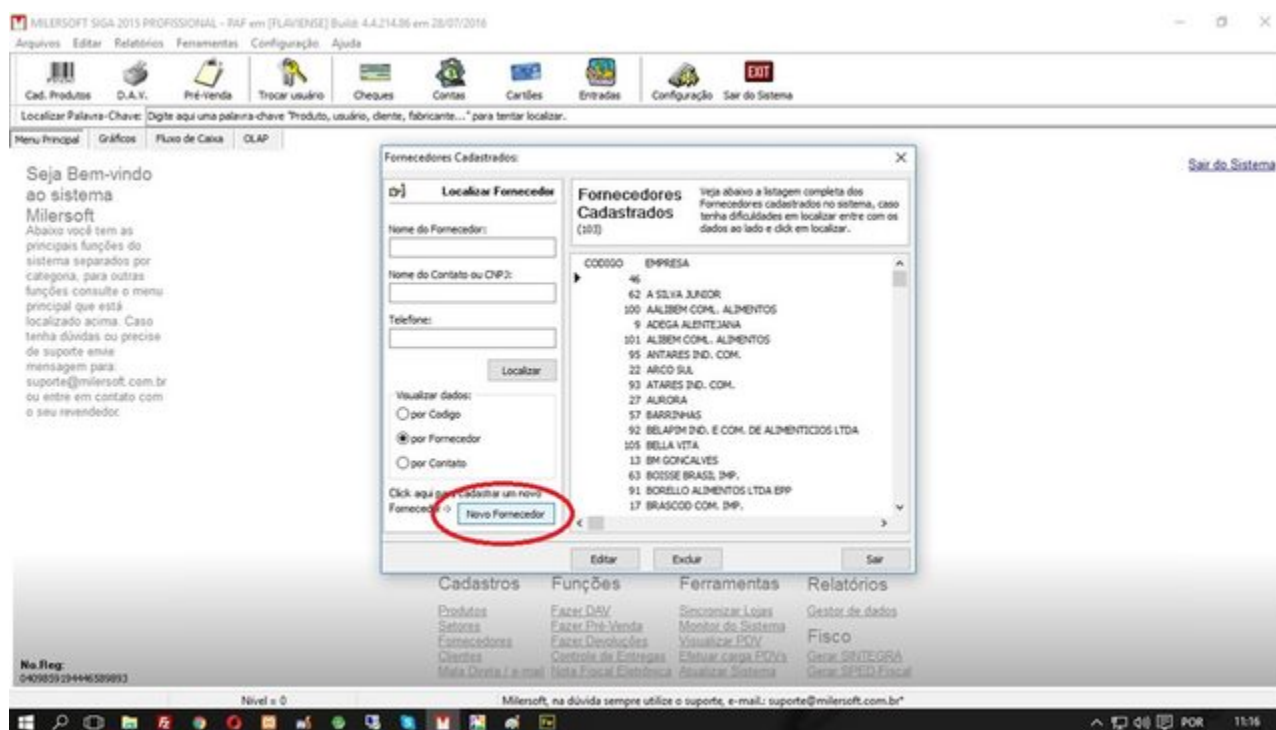 MILERSOFT SIGA 2015 PROFISSIONAL - PAF em [FLAVIENSE] Build: 4.4.214.86 em 28/07/2016
Arquivos Editar Relatórios Ferramentas Configuração Ajuda
Cad. Produtos D.A.V. Pré-Venda Trocar usuário Cheques Contas Cartões Entradas Configuração Sair do Sistema
EXIT
Localizar Palavra-Chave: Digite aqui uma palavra-chave "Produto, usuário, cliente, fabricante..." para tentar localizar.
Menu Principal Gráficos Fluxo de Caixa OLAP
Sair do Sistema
Seja Bem-vindo
ao sistema
Milersoft
Abaixo você tem as
principais funções do
sistema separados por
categoria, para outras
funções consulte o menu
principal que está
localizado acima. Caso
tenha dúvidas ou precise
de suporte envie
mensagem para:
suporte@milersoft.com.br
ou entre em contato com
o seu revendedor.
Fornecedores Cadastrados:
Localizar Fornecedor
Nome do Fornecedor:
Nome do Contato ou CNPJ:
Telefone:
Localizar
Visualizar dados:
por Codigo
por Fornecedor
por Contato
Click aqui para cadastrar um novo
Fornecedor ->
Novo Fornecedor
Fornecedores
Cadastrados
(103)
Veja abaixo a listagem completa dos
Fornecedores cadastrados no sistema, caso
tenha dificuldades em localizar entre com os
dados ao lado e click em localizar.
CODIGO EMPRESA
46
62 A SILVA JUNIOR
100 AALIBEM COML. ALIMENTOS
9 ADEGA ALENTEJANA
101 ALIBEM COML. ALIMENTOS
95 ANTARES IND. COM.
22 ARCO SUL
93 ATARES IND. COM.
27 AURORA
57 BARRINHAS
92 BELAPIM IND. E COM. DE ALIMENTICIOS LTDA
105 BELLA VITA
13 BM GONCALVES
63 BOISSE BRASIL IMP.
91 BORELLO ALIMENTOS LTDA EPP
17 BRASCOD COM. IMP.
Editar Excluir Sair
Cadastros Funções Ferramentas Relatórios
Produtos Fazer DAV Sincronizar Lojas Gestor de dados
Setores Fazer Pré-Venda Monitor do Sistema
Fornecedores Fazer Devoluções Visualizar PDV Fisco
Clientes Controle de Entregas Efetuar carga PDVs Gerar SINTEGRA
Mala Direta / e-mail Nota Fiscal Eletrônica Atualizar Sistema Gerar SPED Fiscal
No.Reg:
Nível = 0 Milersoft, na dúvida sempre utilize o suporte, e-mail.: suporte@milersoft.com.br"
POR 11:16